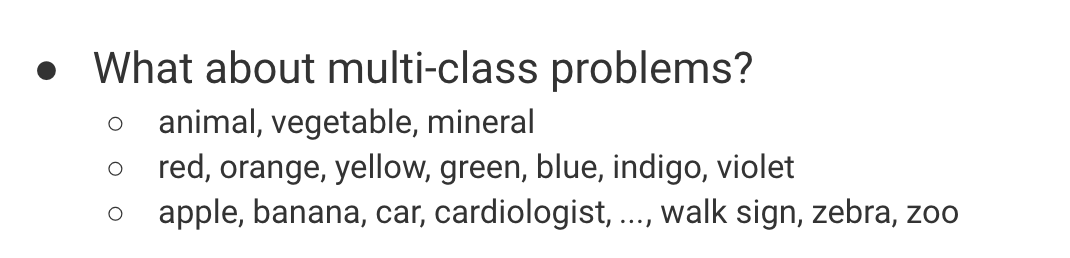 ● What about multi-class problems?
○ animal, vegetable, mineral
○ red, orange, yellow, green, blue, indigo, violet
○ apple, banana, car, cardiologist, ..., walk sign, zebra, zoo